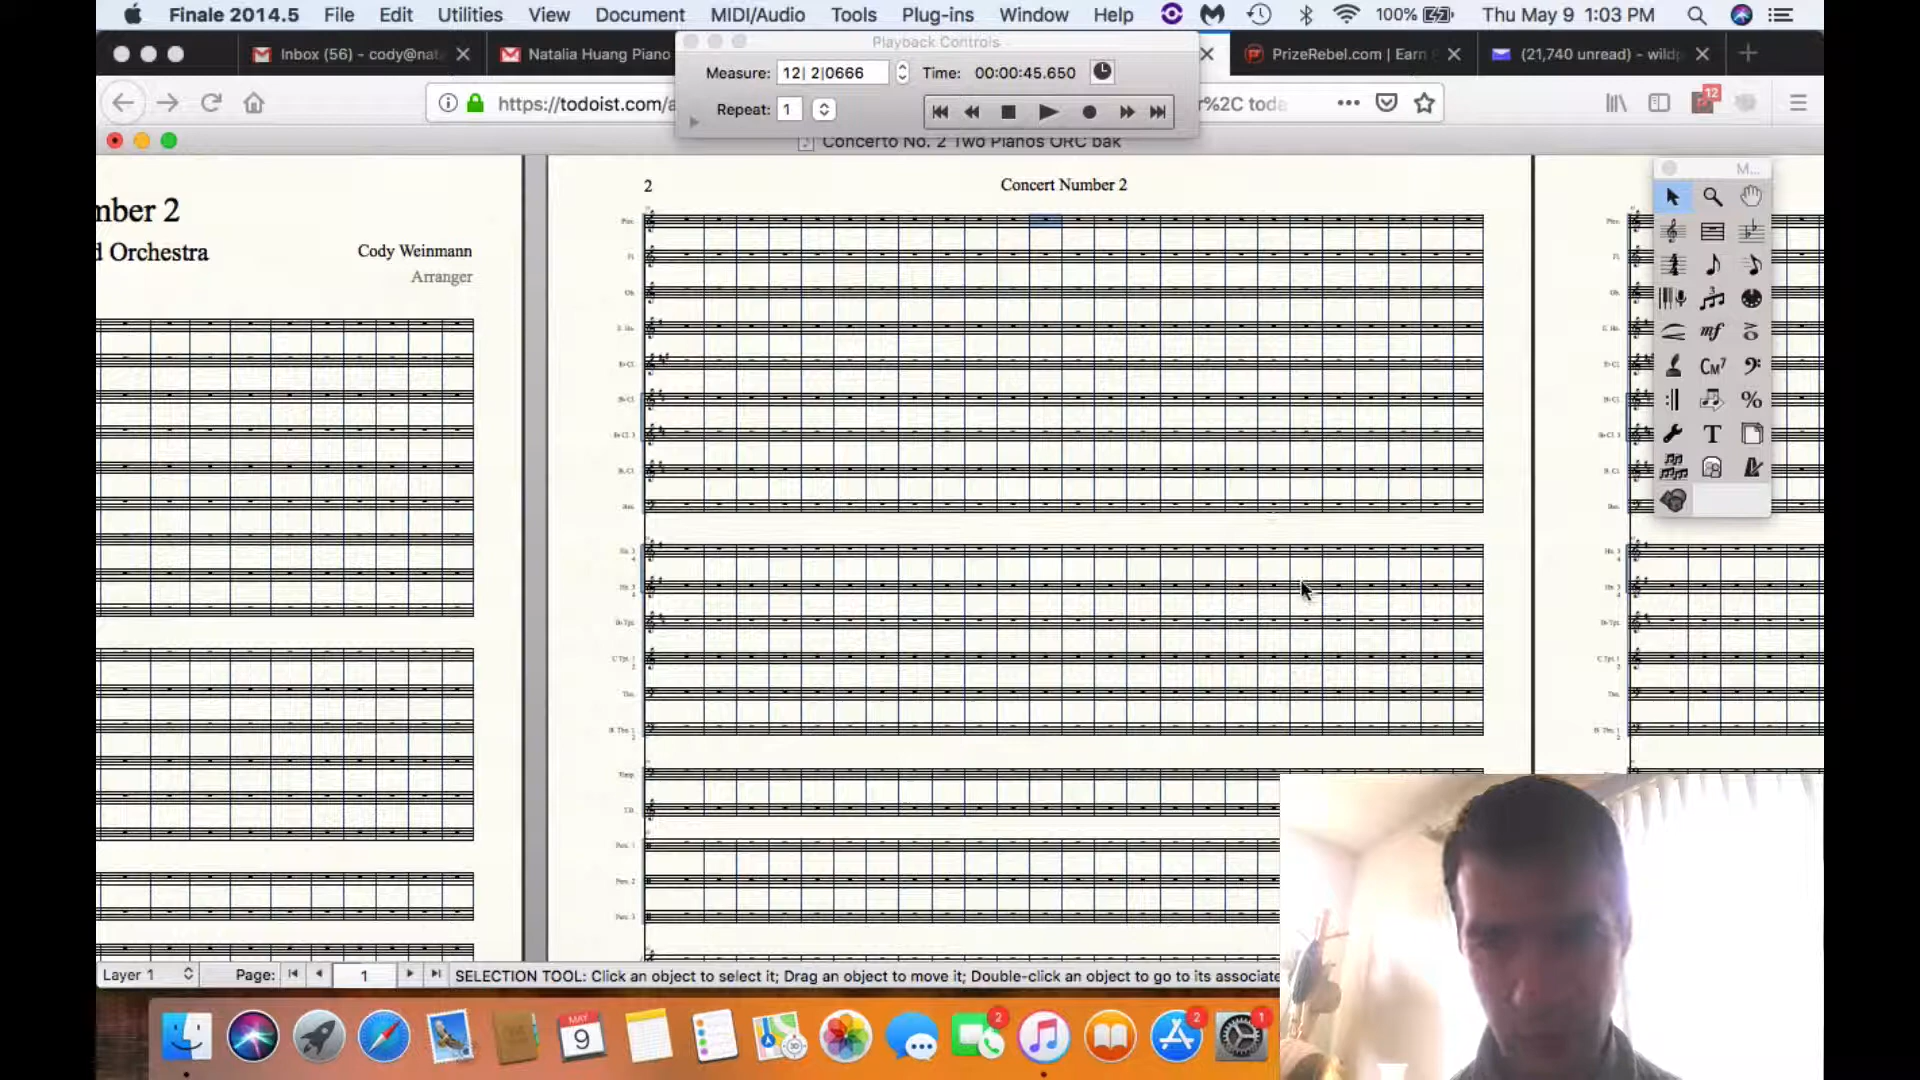 Finale 2014.5 File Edit Utilities View Document MIDI/Audio Tools Plug-ins Window Help 100% Thu May 9 1:03 PM
Inbox (56) - cody@nat
Natalia Huang Piano
Playback Controls
PrizeRebel.com | Earn
(21,740 unread) - wild
Measure: 12| 2|0666 Time: 00:00:45.650
https://todoist.com/a
r%2C toda
12
Repeat: 1
Concerto No. 2 Two Pianos ORC bak
M...
mber 2
d Orchestra
Cody Weinmann
Arranger
2
Concert Number 2
mf
CM7
%
T
Layer 1 Page: 1 SELECTION TOOL: Click an object to select it; Drag an object to move it; Double-click an object to go to its associate
MAY
9
2
2
1